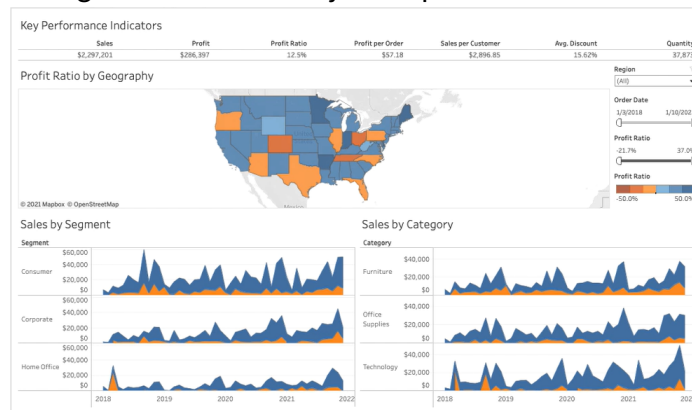 Key Performance Indicators
Sales Profit Profit Ratio Profit per Order Sales per Customer Avg. Discount Quantity
$2,297,201 $286,397 12.5% $57.18 $2,896.85 15.62%
Profit Ratio by Geography
Region
(All)
Order Date
1/3/2018
Profit Ratio
-21.7% 37.0%
Profit Ratio
-50.0% 50.0%
Mexico
© 2021 Mapbox © OpenStreetMap
Sales by Segment Sales by Category
Segment Category
Consumer
$60,000
$40,000
$20,000
$0
Corporate
$60,000
$40,000
$20,000
$0
Home Office
$60,000
$40,000
$20,000
$0
2018 2019 2020 2021 2022
Furniture
$40,000
$20,000
$0
Office
Supplies
$40,000
$20,000
$0
Technology
$40,000
$20,000
$0
2018 2019 2020 2021